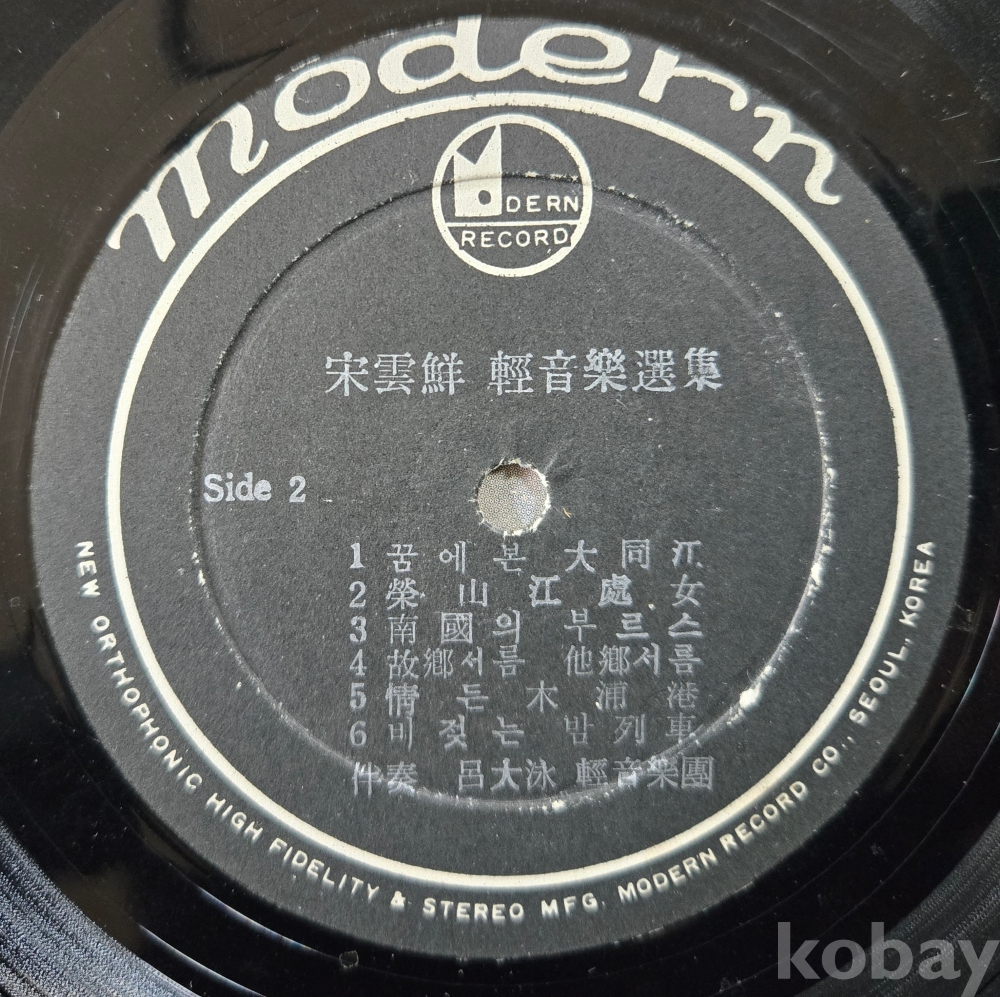 modern
MODERN
RECORD
宋雲鮮 輕音樂選集
Side 2
1 꿈에본 大同江
2 榮山江處女
3 南國의 부르스
4 故鄕서름 他鄕서름
5 情든木浦港
6 비젖는 밤列車
伴奏 呂大泳 輕音樂團
NEW ORTHOPHONIC HIGH FIDELITY & STEREO MFG. MODERN RECORD CO., SEOUL, KOREA
kobay